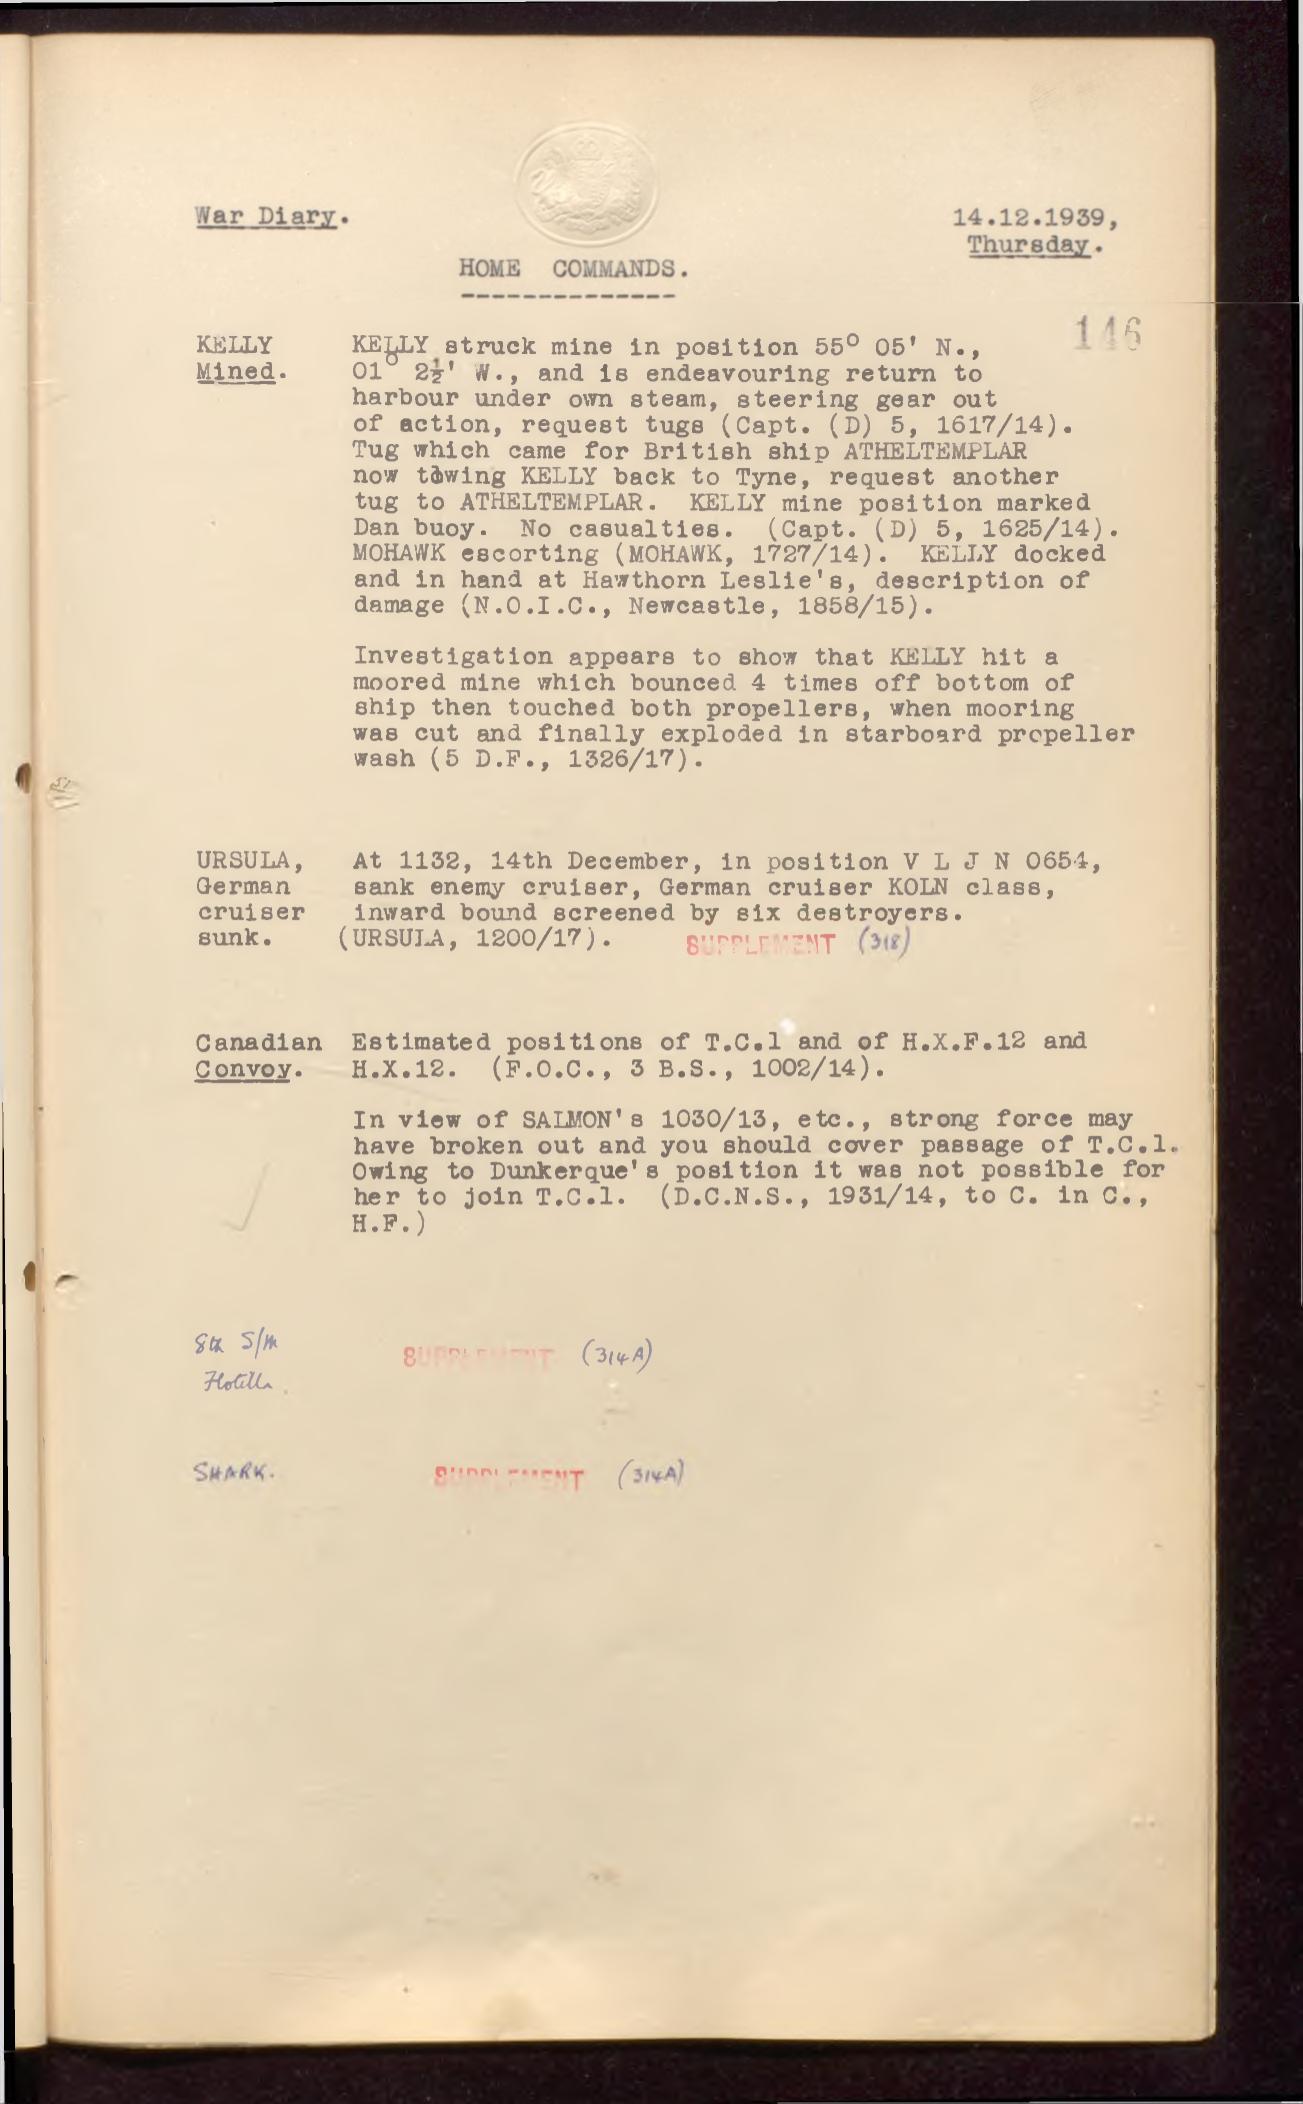 War Diary.
14.12.1939,
Thursday.
HOME COMMANDS.
--------------
146
KELLY
Mined.
KELLY struck mine in position 55° 05' N.,
01° 2½' W., and is endeavouring return to
harbour under own steam, steering gear out
of action, request tugs (Capt. (D) 5, 1617/14).
Tug which came for British ship ATHELTEMPLAR
now towing KELLY back to Tyne, request another
tug to ATHELTEMPLAR. KELLY mine position marked
Dan buoy. No casualties. (Capt. (D) 5, 1625/14).
MOHAWK escorting (MOHAWK, 1727/14). KELLY docked
and in hand at Hawthorn Leslie's, description of
damage (N.O.I.C., Newcastle, 1858/15).
Investigation appears to show that KELLY hit a
moored mine which bounced 4 times off bottom of
ship then touched both propellers, when mooring
was cut and finally exploded in starboard propeller
wash (5 D.F., 1326/17).
URSULA,
German
cruiser
sunk.
At 1132, 14th December, in position V L J N 0654,
sank enemy cruiser, German cruiser KOLN class,
inward bound screened by six destroyers.
(URSULA, 1200/17). SUPPLEMENT (318)
Canadian
Convoy.
Estimated positions of T.C.1 and of H.X.F.12 and
H.X.12. (F.O.C., 3 B.S., 1002/14).
In view of SALMON's 1030/13, etc., strong force may
have broken out and you should cover passage of T.C.1.
Owing to Dunkerque's position it was not possible for
her to join T.C.1. (D.C.N.S., 1931/14, to C. in C.,
H.F.)
8th S/m
Flotilla.
SUPPLEMENT (314A)
SHARK.
SUPPLEMENT (314A)